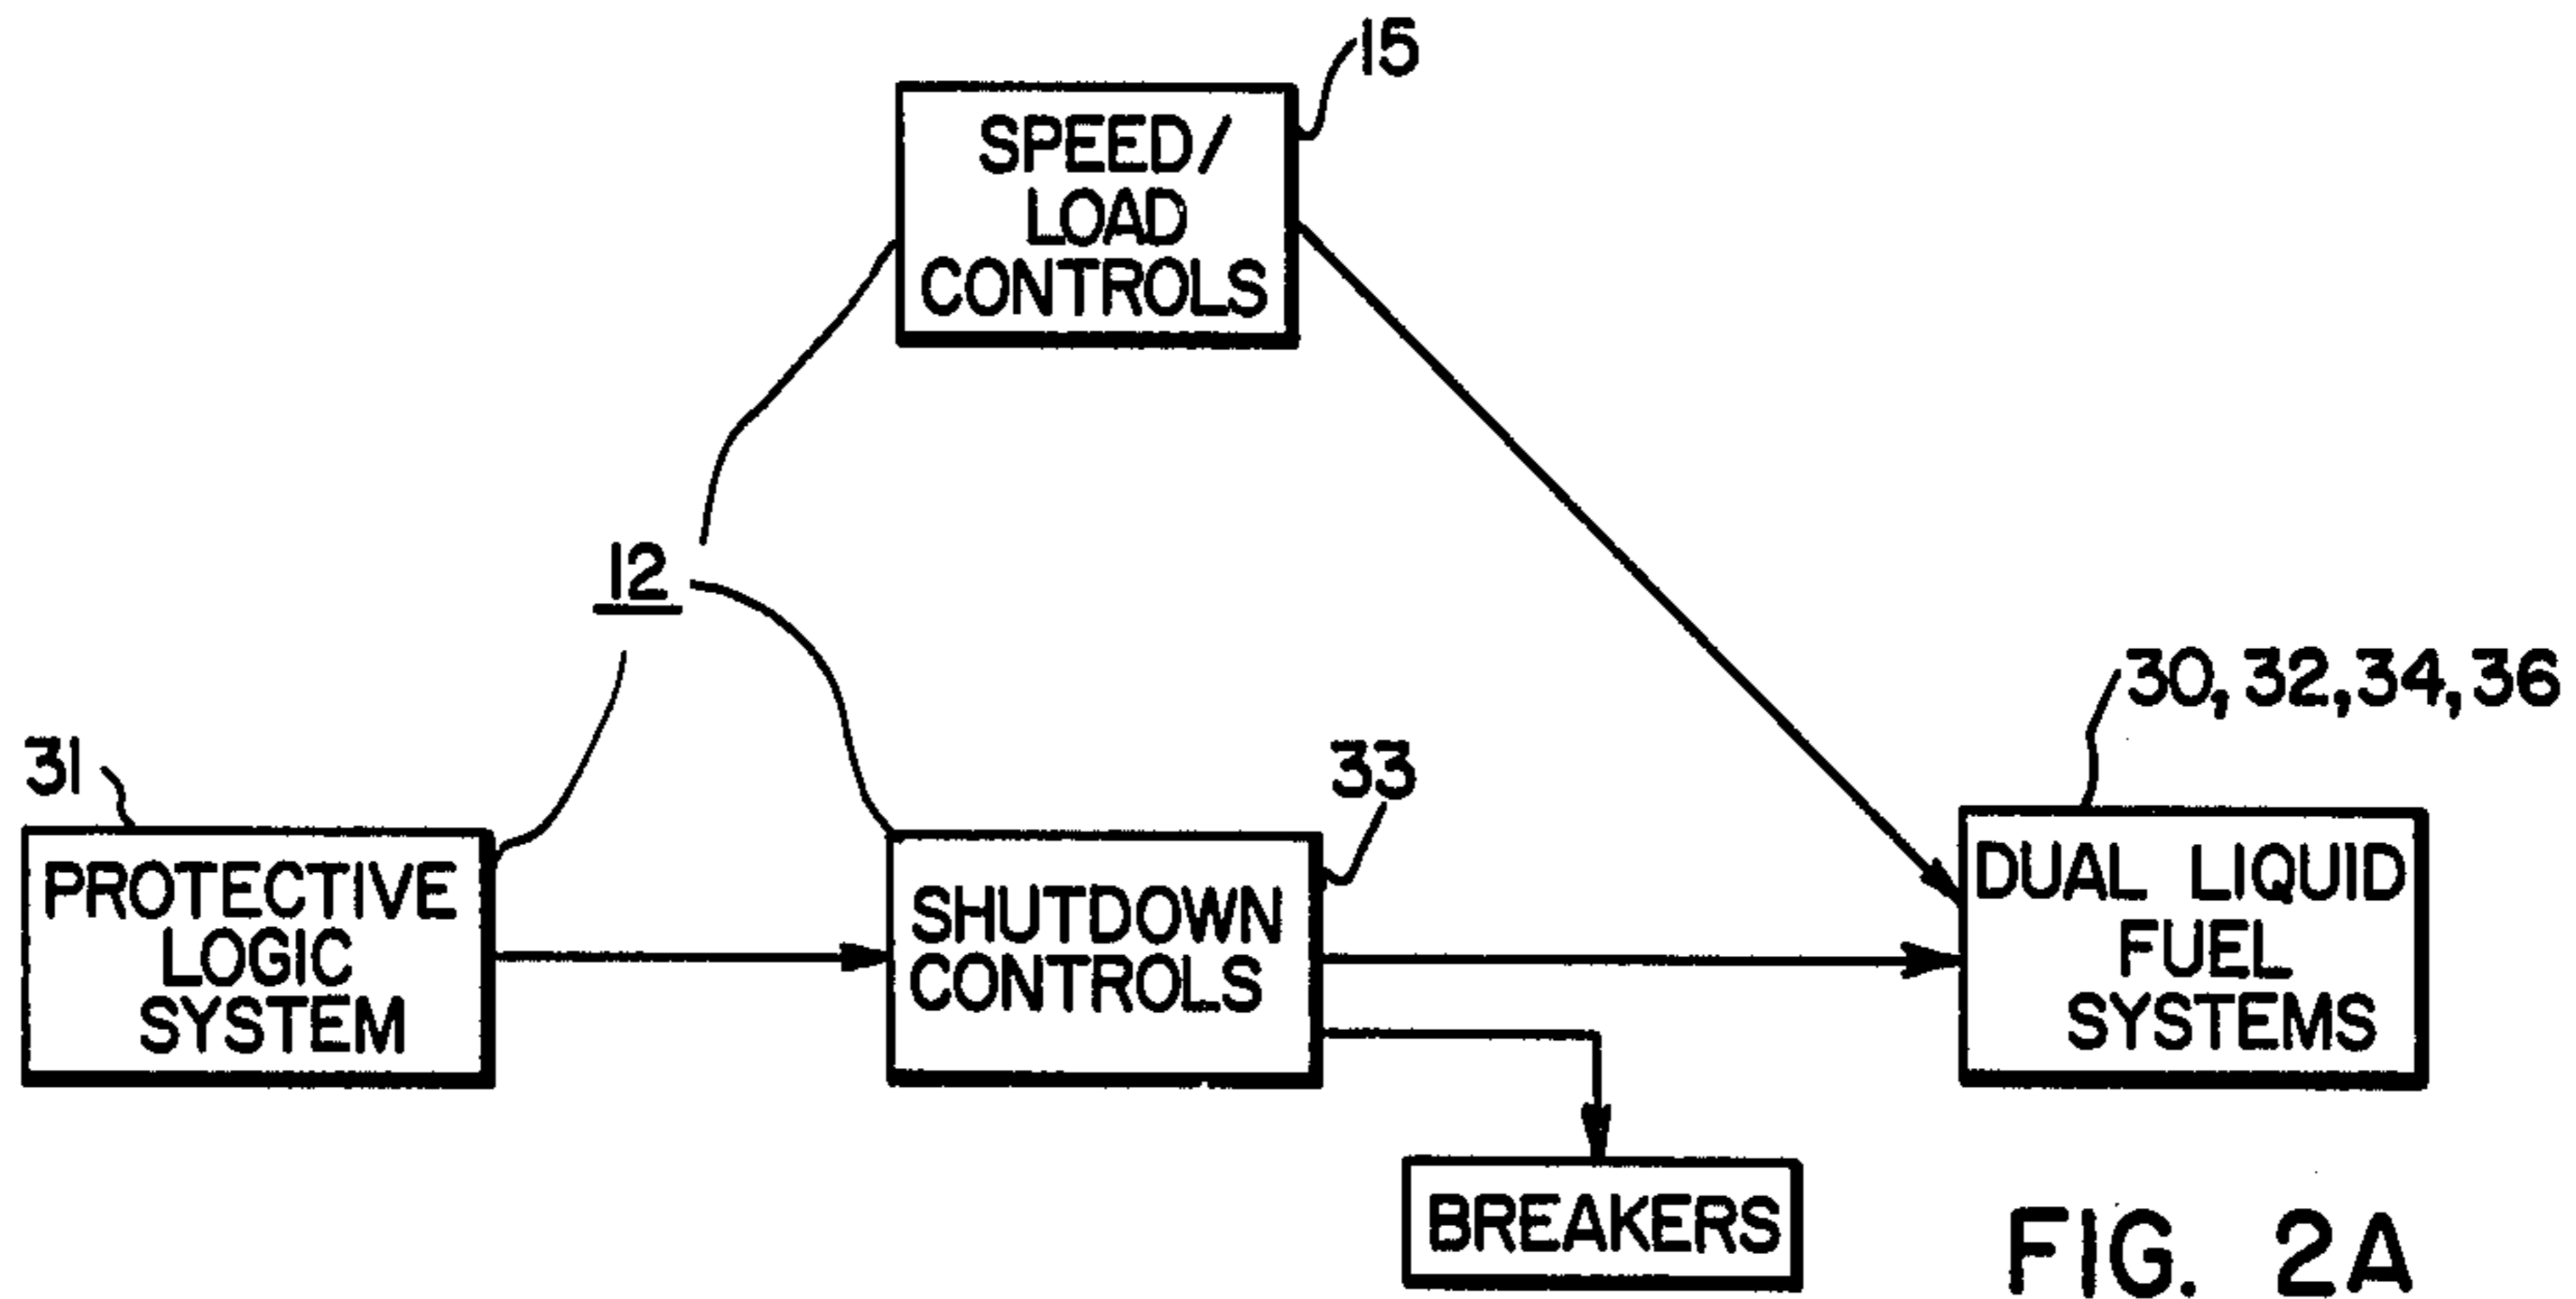 15
SPEED/
LOAD
CONTROLS
12
30, 32, 34, 36
31
33
PROTECTIVE
LOGIC
SYSTEM
SHUTDOWN
CONTROLS
DUAL LIQUID
FUEL
SYSTEMS
BREAKERS
FIG. 2A